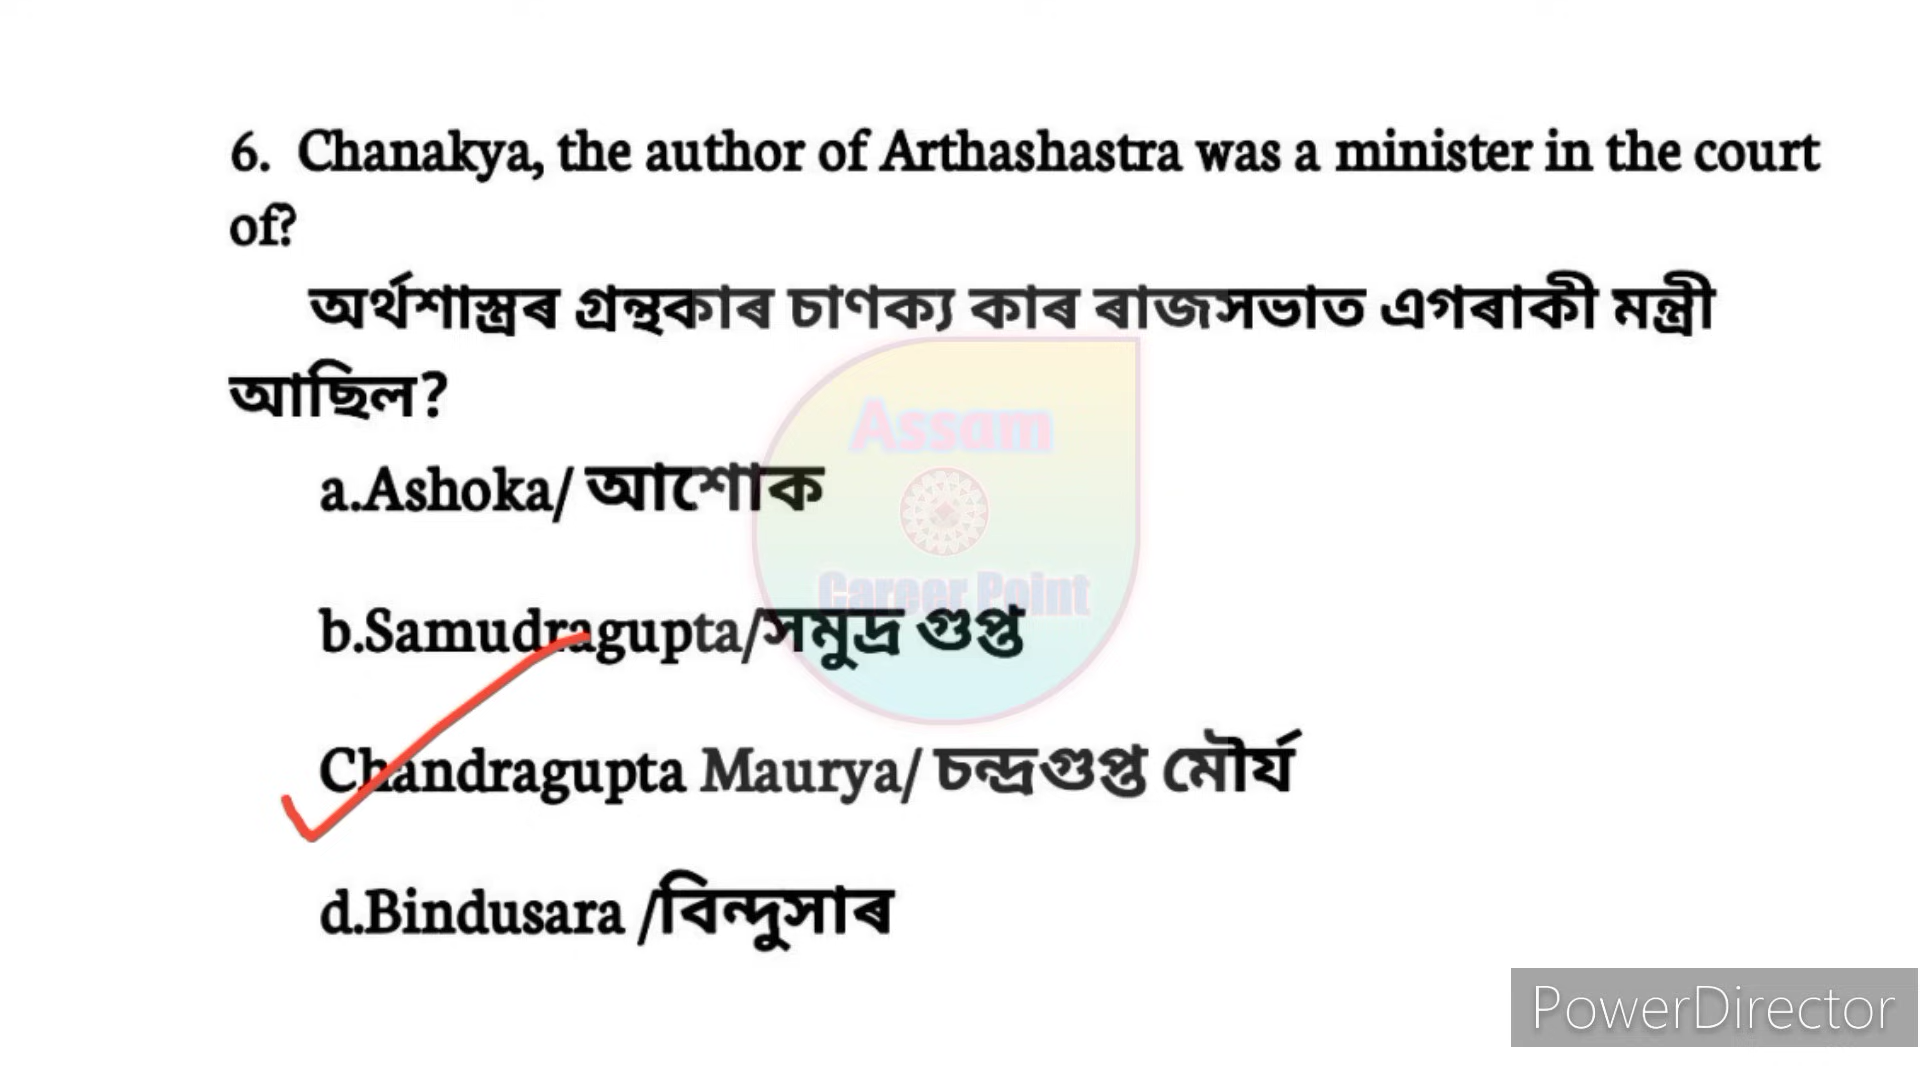 6. Chanakya, the author of Arthashastra was a minister in the court
of?
অৰ্থশাস্ত্ৰৰ গ্ৰন্থকাৰ চাণক্য কাৰ ৰাজসভাত এগৰাকী মন্ত্ৰী
আছিল?
Assam
a.Ashoka/ আশোক
Career Point
b.Samudragupta/সমুদ্ৰ গুপ্ত
Chandragupta Maurya/ চন্দ্ৰগুপ্ত মৌৰ্য
d.Bindusara /বিন্দুসাৰ
PowerDirector